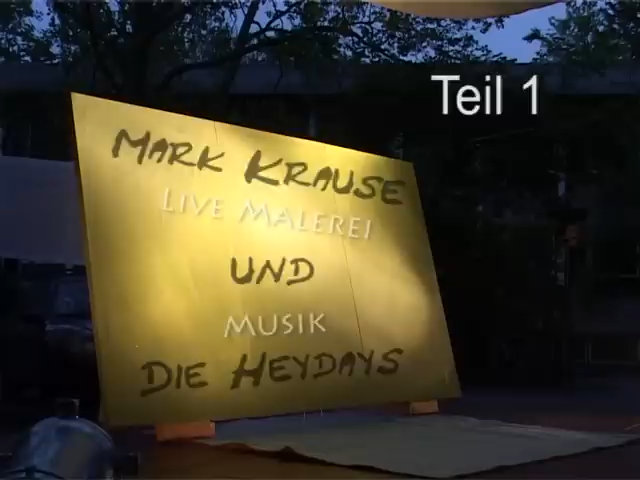 Teil 1
MARK KRAUSE
LIVE MALEREI
UND
MUSIK
DIE HEYDAYS